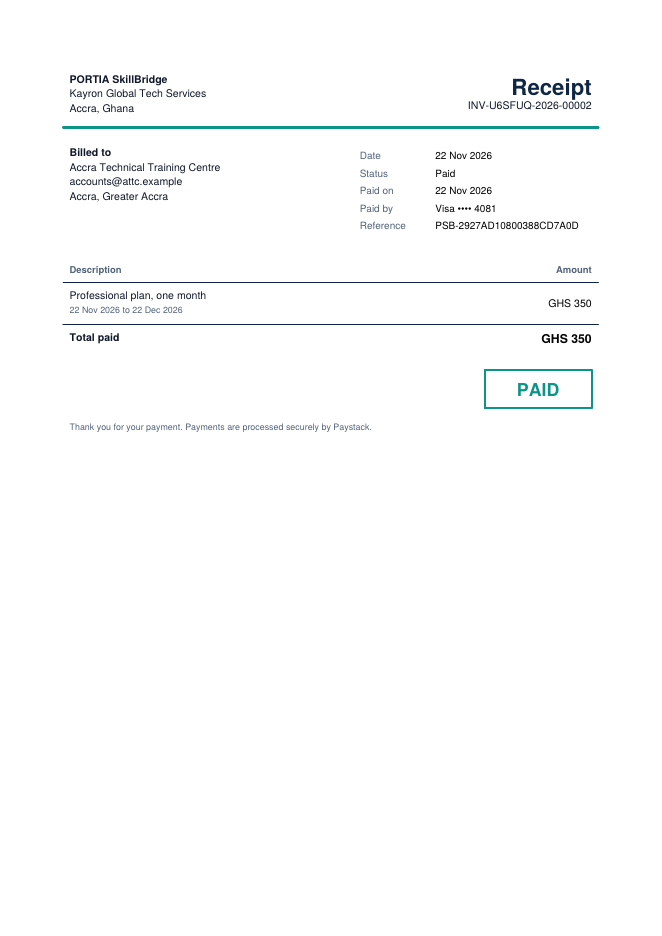 PORTIA SkillBridge
Kayron Global Tech Services
Accra, Ghana
Receipt
INV-U6SFUQ-2026-00002
Billed to
Accra Technical Training Centre
accounts@attc.example
Accra, Greater Accra
Date 22 Nov 2026
Status Paid
Paid on 22 Nov 2026
Paid by Visa •••• 4081
Reference PSB-2927AD10800388CD7A0D
Description Amount
Professional plan, one month GHS 350
22 Nov 2026 to 22 Dec 2026
Total paid GHS 350
PAID
Thank you for your payment. Payments are processed securely by Paystack.